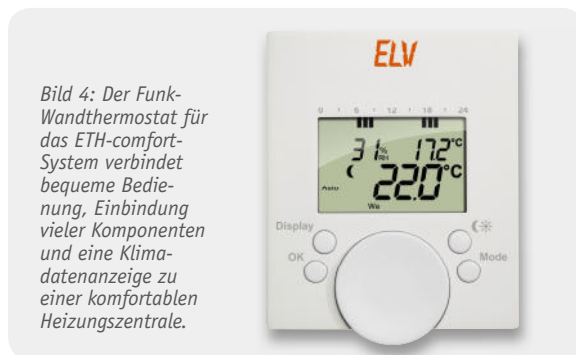 Bild 4: Der Funk-
Wandthermostat für
das ETH-comfort-
System verbindet
bequeme Bedie-
nung, Einbindung
vieler Komponenten
und eine Klima-
datenanzeige zu
einer komfortablen
Heizungszentrale.
ELV
0 6 12 18 24
31% RH 17.2°C
Auto 22.0°C
We
Display
OK Mode